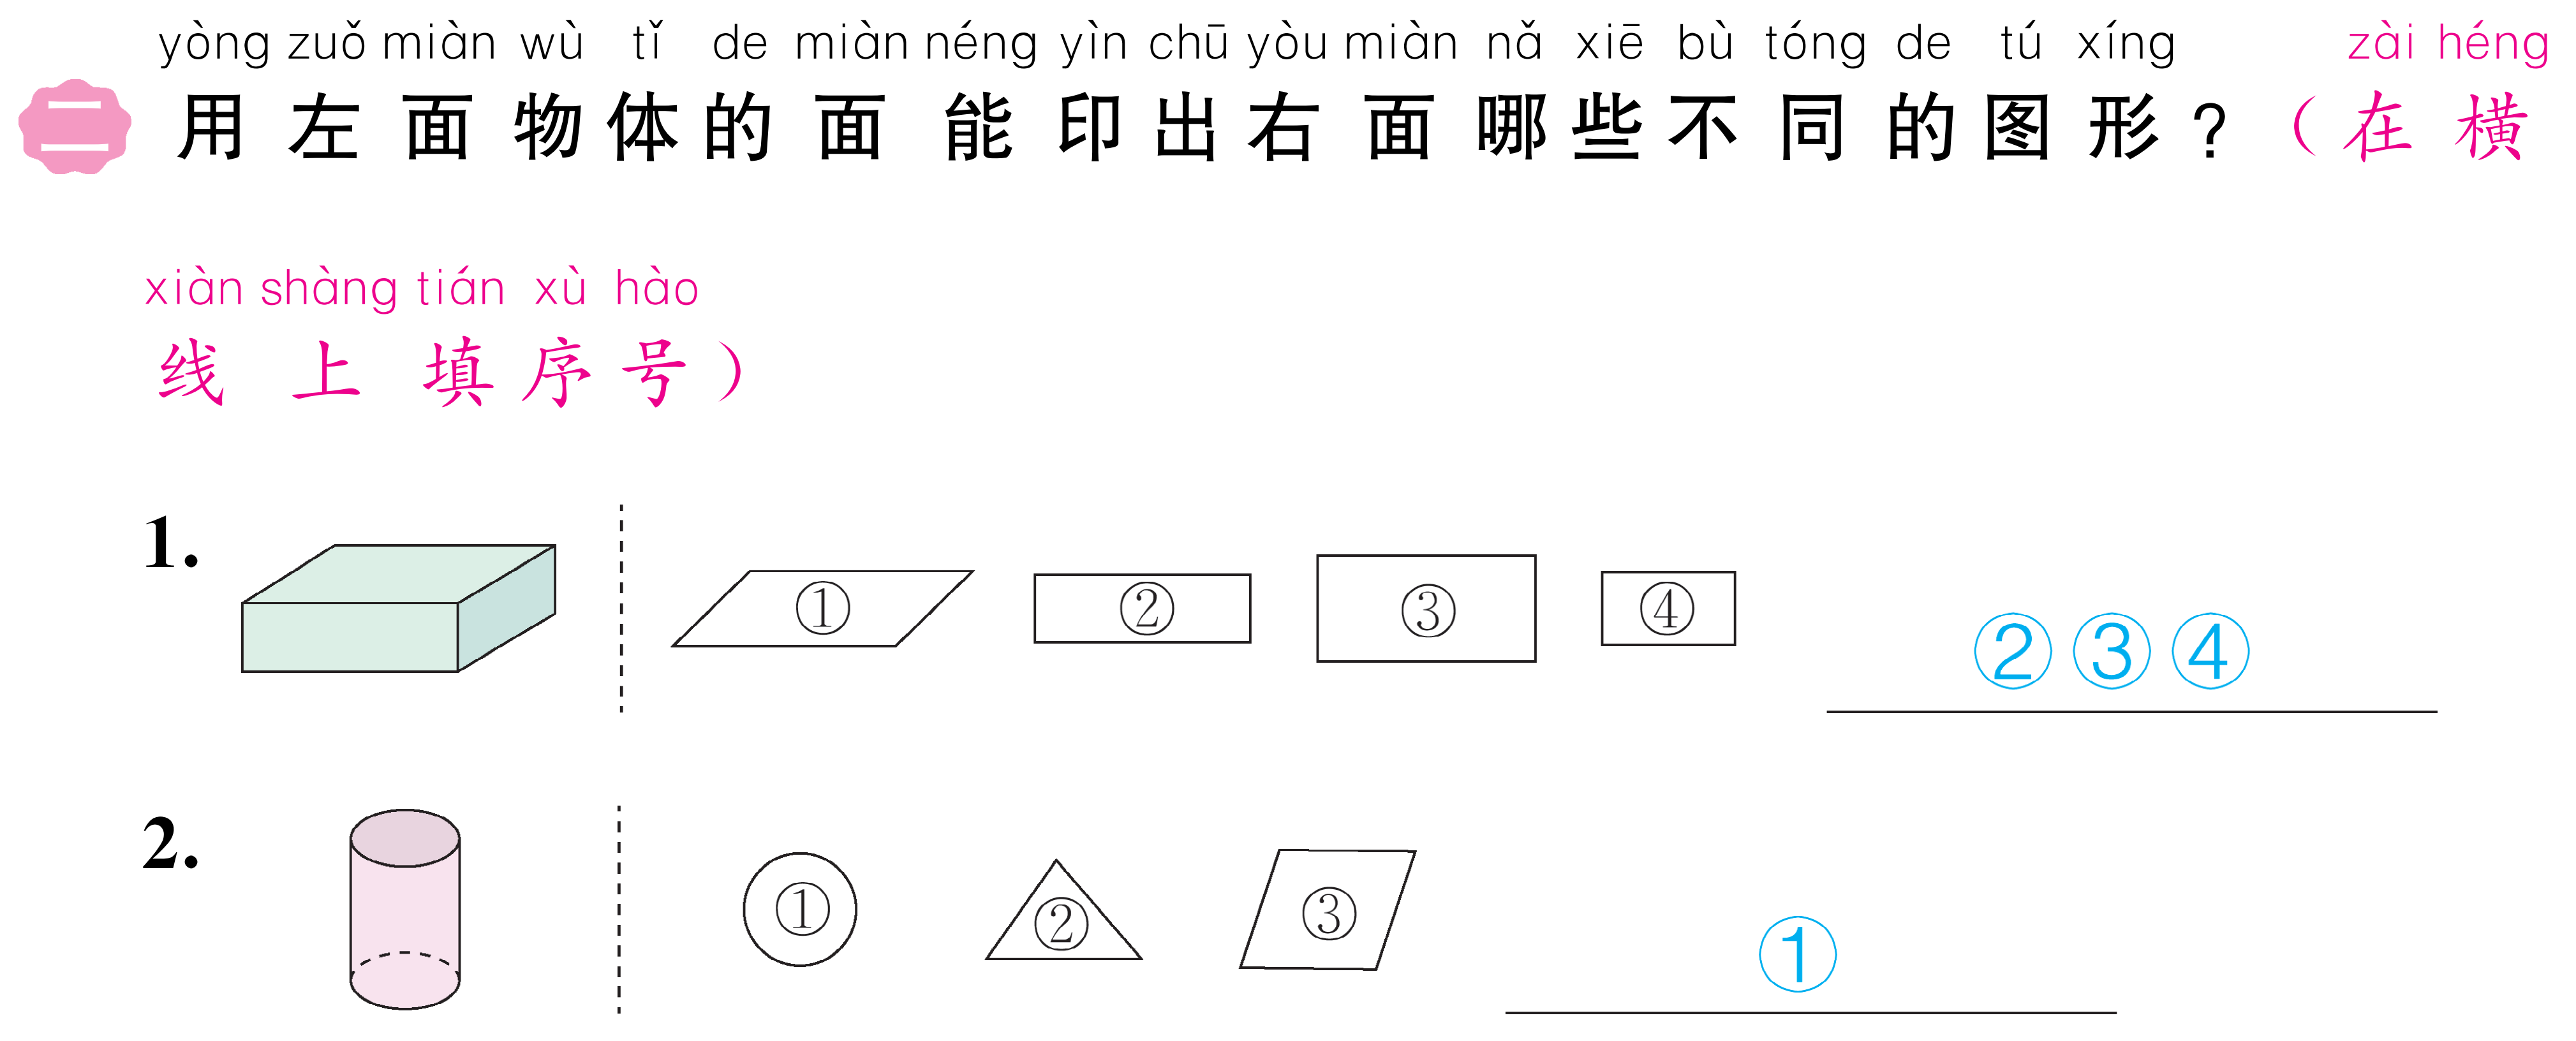 yòng zuǒ miàn wù tǐ de miàn néng yìn chū yòu miàn nǎ xiē bù tóng de tú xíng zài héng
二 用左面物体的面能印出右面哪些不同的图形？（在横
xiàn shàng tián xù hào
线上填序号）
1. ① ② ③ ④ ②③④
2. ① ② ③ ①